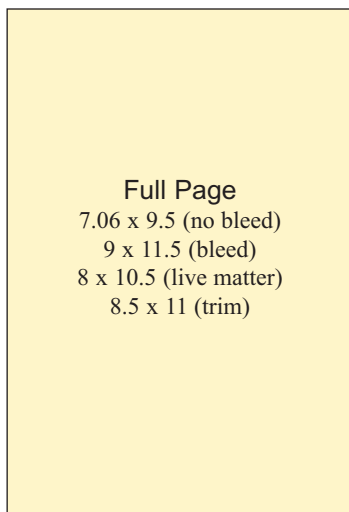 Full Page
7.06 x 9.5 (no bleed)
9 x 11.5 (bleed)
8 x 10.5 (live matter)
8.5 x 11 (trim)